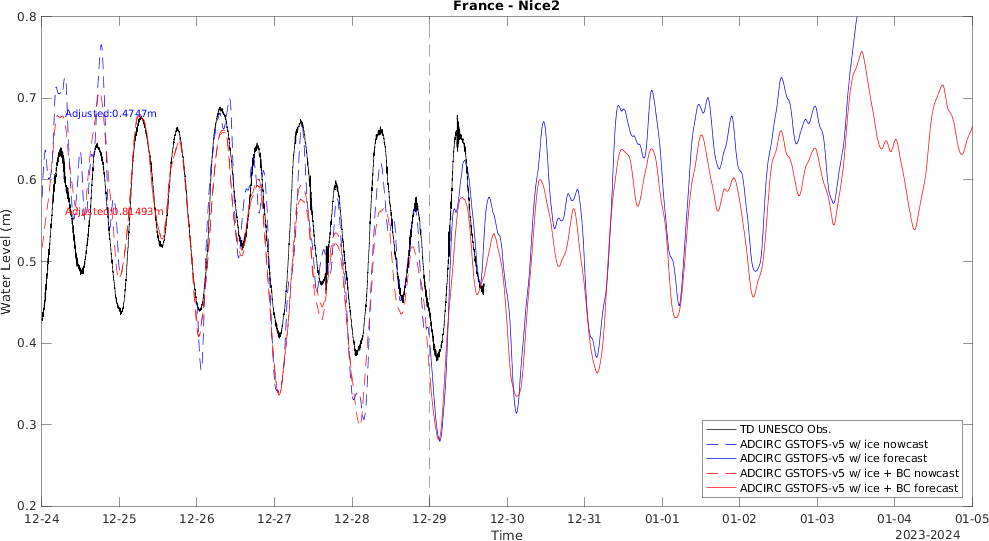 France - Nice2
0.8
0.7
0.6
0.5
0.4
0.3
0.2
Water Level (m)
Adjusted:0.4747m
Adjusted:0.81493m
TD UNESCO Obs.
ADCIRC GSTOFS-v5 w/ ice nowcast
ADCIRC GSTOFS-v5 w/ ice forecast
ADCIRC GSTOFS-v5 w/ ice + BC nowcast
ADCIRC GSTOFS-v5 w/ ice + BC forecast
12-24 12-25 12-26 12-27 12-28 12-29 12-30 12-31 01-01 01-02 01-03 01-04 01-05
Time
2023-2024